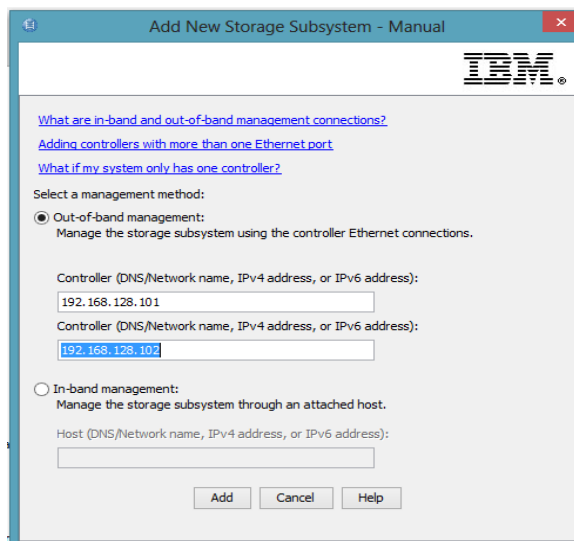 Add New Storage Subsystem - Manual
IBM®
What are in-band and out-of-band management connections?
Adding controllers with more than one Ethernet port
What if my system only has one controller?
Select a management method:
Out-of-band management:
Manage the storage subsystem using the controller Ethernet connections.
Controller (DNS/Network name, IPv4 address, or IPv6 address):
192.168.128.101
Controller (DNS/Network name, IPv4 address, or IPv6 address):
192.168.128.102
In-band management:
Manage the storage subsystem through an attached host.
Host (DNS/Network name, IPv4 address, or IPv6 address):
Add Cancel Help